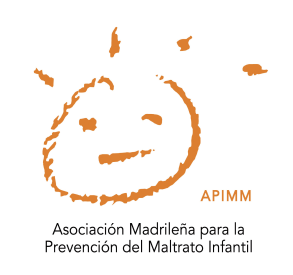 APIMM
Asociación Madrileña para la
Prevención del Maltrato Infantil